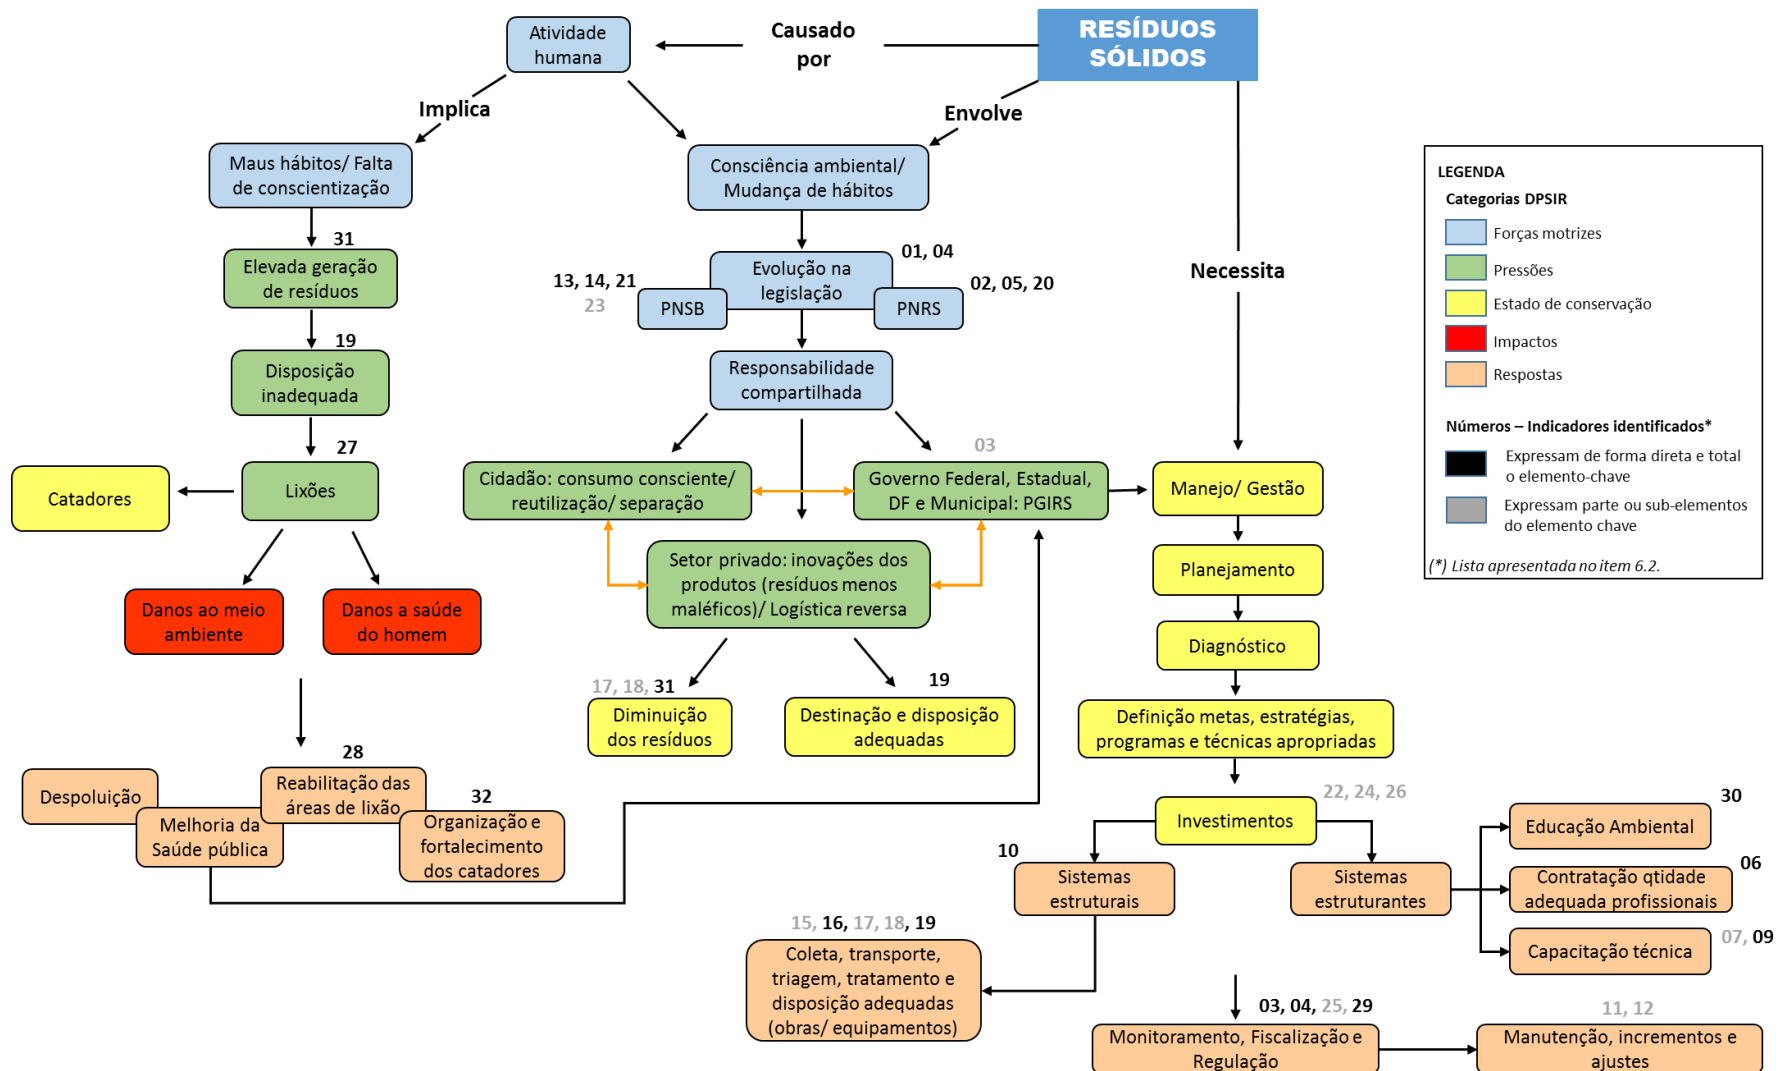 RESÍDUOS
SÓLIDOS
Causado
por
Atividade
humana
Implica
Envolve
Necessita
Maus hábitos/ Falta
de conscientização
Consciência ambiental/
Mudança de hábitos
31
Elevada geração
de resíduos
01, 04
Evolução na
legislação
13, 14, 21
23
PNSB
PNRS
02, 05, 20
19
Disposição
inadequada
Responsabilidade
compartilhada
27
Lixões
Catadores
Cidadão: consumo consciente/
reutilização/ separação
03
Governo Federal, Estadual,
DF e Municipal: PGIRS
Manejo/ Gestão
Setor privado: inovações dos
produtos (resíduos menos
maléficos)/ Logística reversa
Planejamento
Danos ao meio
ambiente
Danos a saúde
do homem
Diagnóstico
17, 18, 31
Diminuição
dos resíduos
19
Destinação e disposição
adequadas
Definição metas, estratégias,
programas e técnicas apropriadas
Despoluição
Melhoria da
Saúde pública
28
Reabilitação das
áreas de lixão
32
Organização e
fortalecimento
dos catadores
22, 24, 26
Investimentos
10
Sistemas
estruturais
Sistemas
estruturantes
30
Educação Ambiental
06
Contratação qtidade
adequada profissionais
07, 09
Capacitação técnica
15, 16, 17, 18, 19
Coleta, transporte,
triagem, tratamento e
disposição adequadas
(obras/ equipamentos)
03, 04, 25, 29
Monitoramento, Fiscalização e
Regulação
11, 12
Manutenção, incrementos e
ajustes
LEGENDA
Categorias DPSIR
Forças motrizes
Pressões
Estado de conservação
Impactos
Respostas
Números – Indicadores identificados*
Expressam de forma direta e total
o elemento-chave
Expressam parte ou sub-elementos
do elemento chave
(*) Lista apresentada no item 6.2.